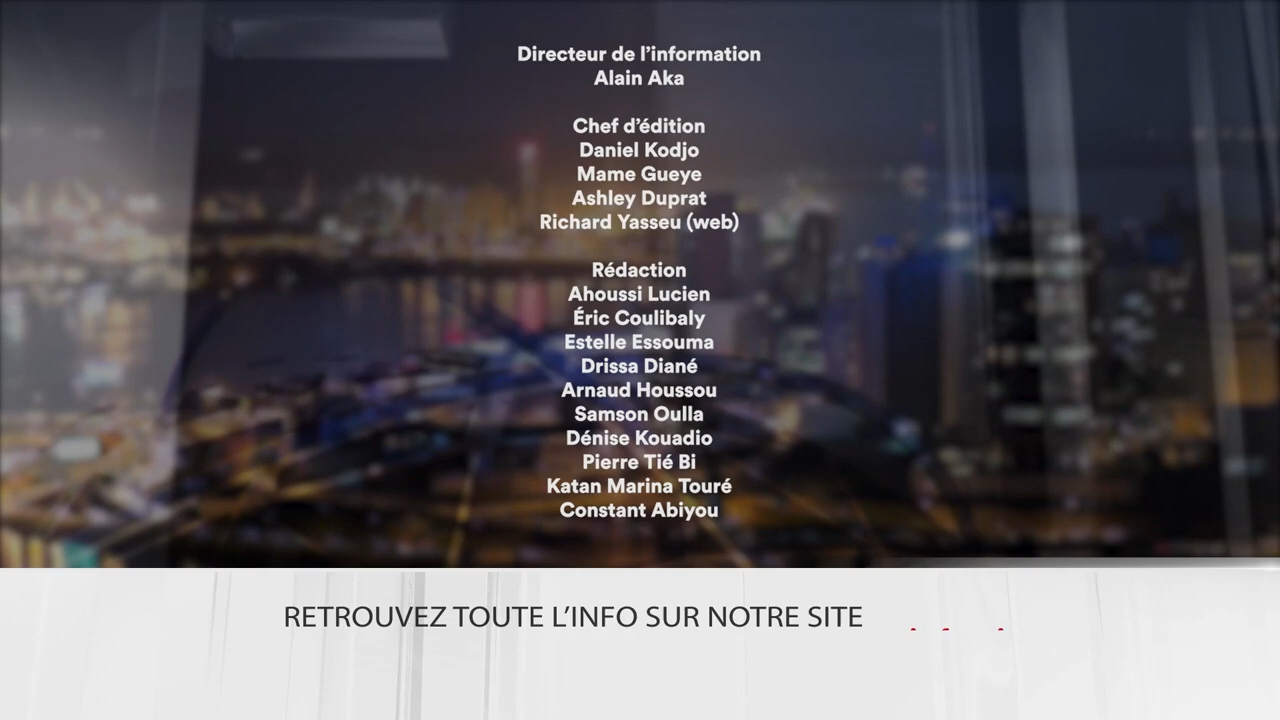 Directeur de l'information
Alain Aka
Chef d'édition
Daniel Kodjo
Mame Gueye
Ashley Duprat
Richard Yasseu (web)
Rédaction
Ahoussi Lucien
Éric Coulibaly
Estelle Essouma
Drissa Diané
Arnaud Houssou
Samson Oulla
Dénise Kouadio
Pierre Tié Bi
Katan Marina Touré
Constant Abiyou
RETROUVEZ TOUTE L'INFO SUR NOTRE SITE